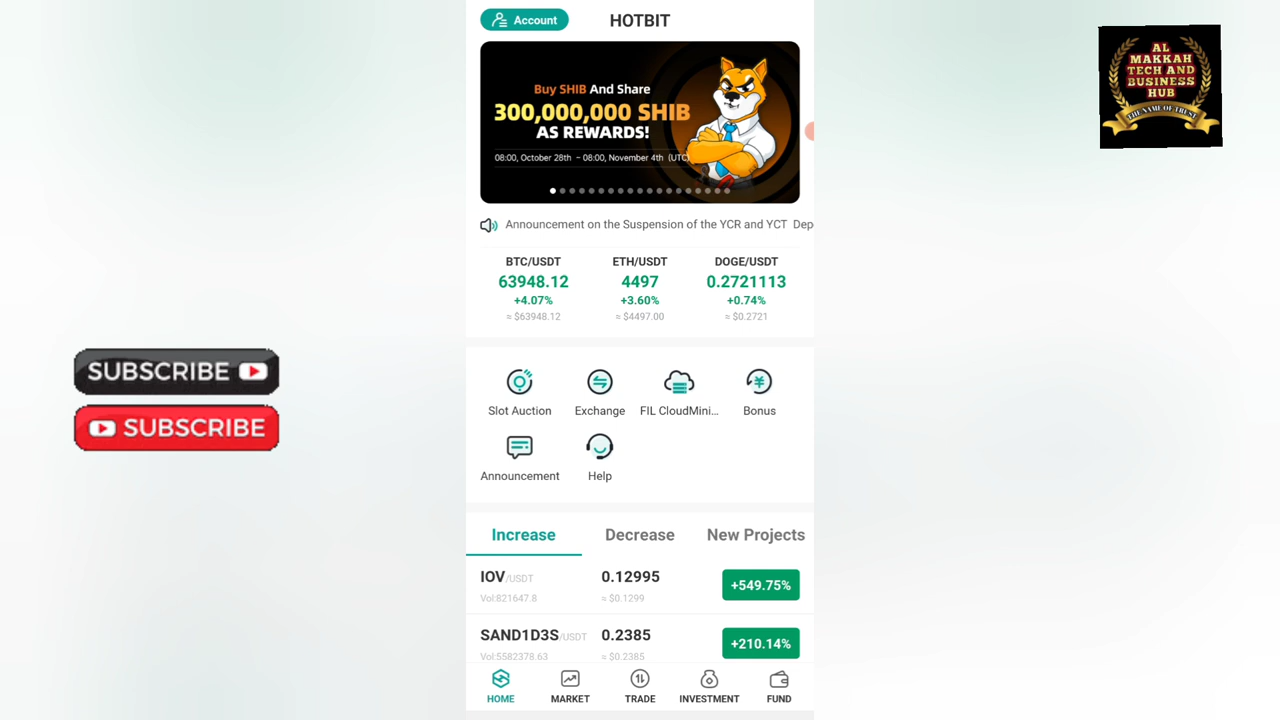 Account
HOTBIT
AL
MAKKAH
TECH AND
BUSINESS
HUB
THE NAME OF TRUST
Buy SHIB And Share
300,000,000 SHIB
AS REWARDS!
08:00, October 28th - 08:00, November 4th (UTC)
Announcement on the Suspension of the YCR and YCT Dep
BTC/USDT ETH/USDT DOGE/USDT
63948.12 4497 0.2721113
+4.07% +3.60% +0.74%
≈ $63948.12 ≈ $4497.00 ≈ $0.2721
SUBSCRIBE
SUBSCRIBE
Slot Auction Exchange FIL CloudMini... Bonus
Announcement Help
Increase Decrease New Projects
IOV/USDT 0.12995 +549.75%
Vol:821647.8 ≈ $0.1299
SAND1D3S/USDT 0.2385 +210.14%
Vol:5582378.63 ≈ $0.2385
HOME MARKET TRADE INVESTMENT FUND